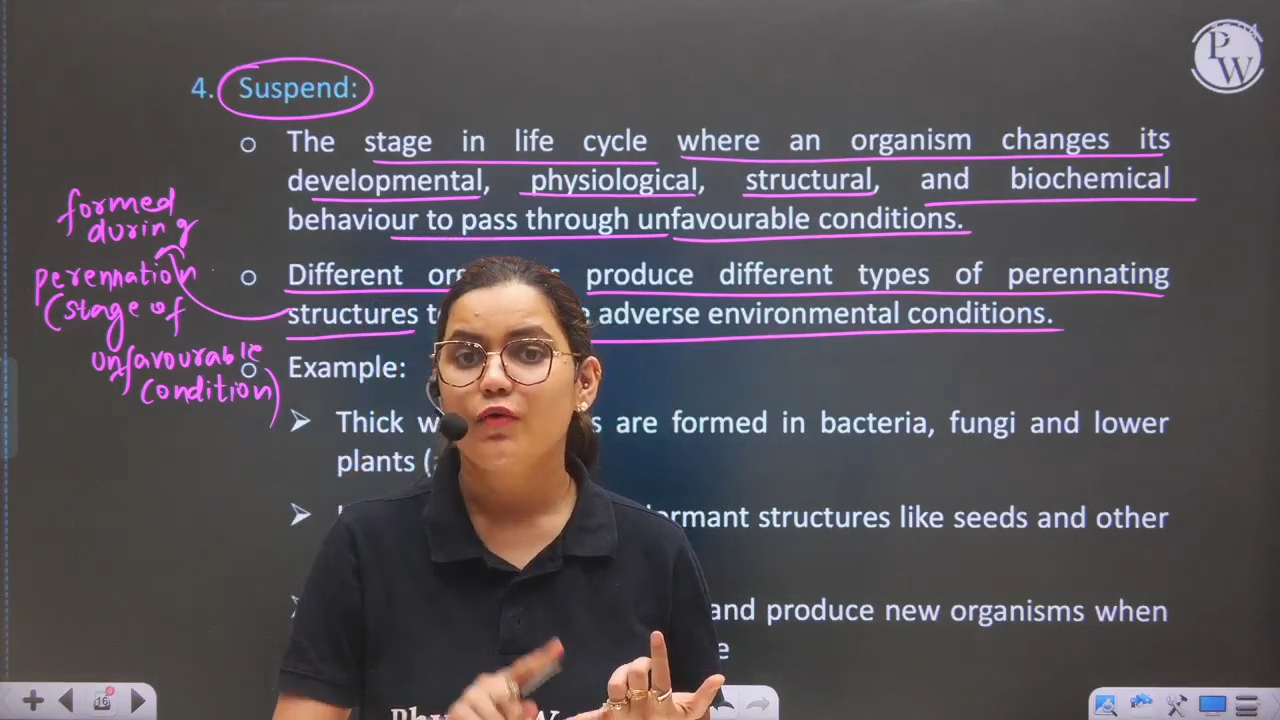 4. Suspend:
The stage in life cycle where an organism changes its
developmental, physiological, structural, and biochemical
behaviour to pass through unfavourable conditions.
formed
during
perennation
(stage of
unfavourable
condition)
Different produce different types of perennating
structures adverse environmental conditions.
Example:
Thick are formed in bacteria, fungi and lower
plants
dormant structures like seeds and other
and produce new organisms when
PW
16